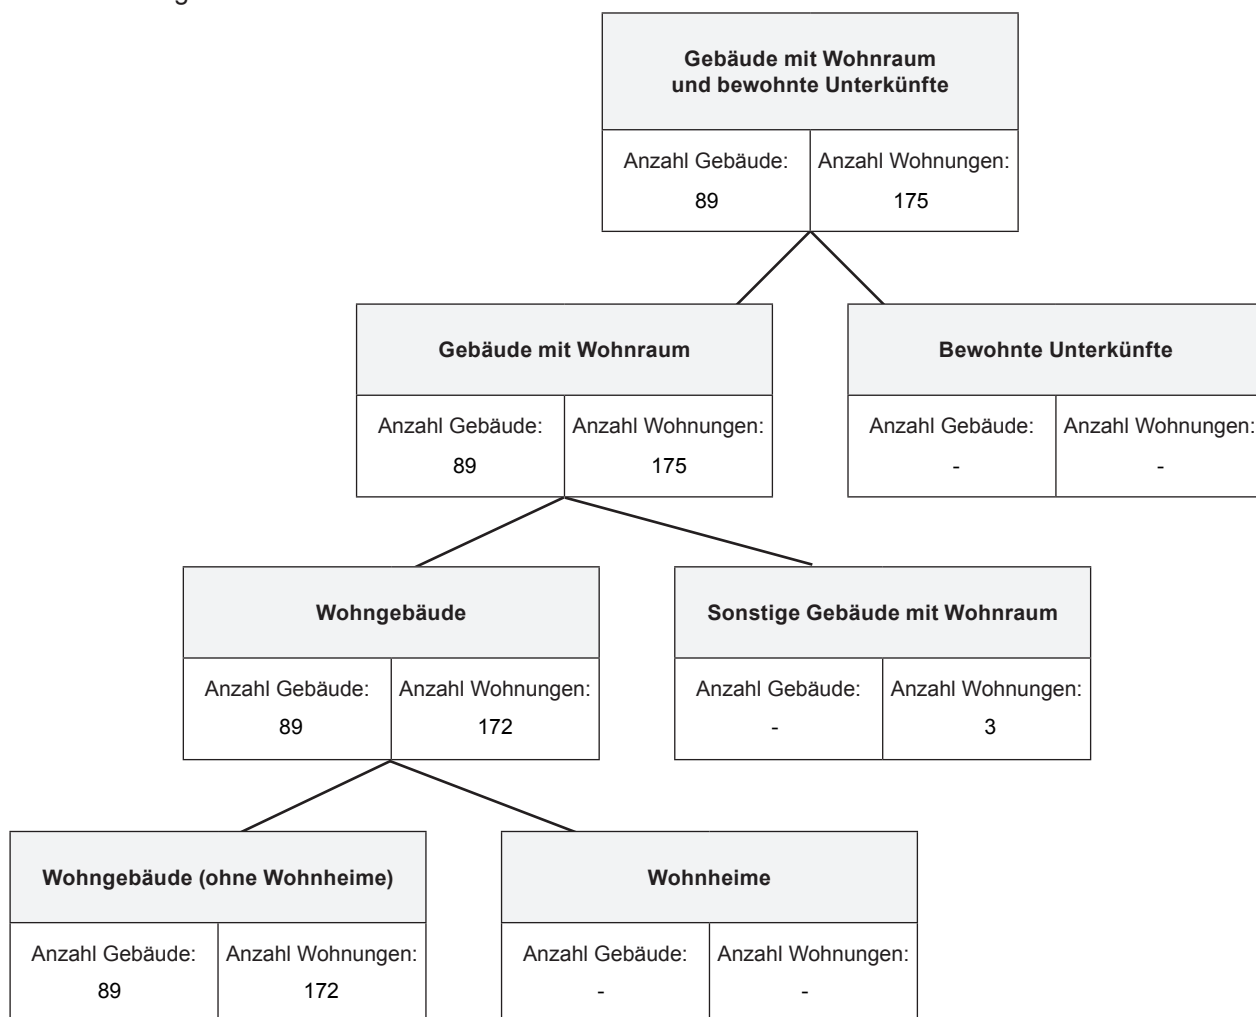 Gebäude mit Wohnraum
und bewohnte Unterkünfte
Anzahl Gebäude: Anzahl Wohnungen:
89 175
Gebäude mit Wohnraum
Bewohnte Unterkünfte
Anzahl Gebäude: Anzahl Wohnungen:
89 175
Anzahl Gebäude: Anzahl Wohnungen:
- -
Wohngebäude
Sonstige Gebäude mit Wohnraum
Anzahl Gebäude: Anzahl Wohnungen:
89 172
Anzahl Gebäude: Anzahl Wohnungen:
- 3
Wohngebäude (ohne Wohnheime)
Wohnheime
Anzahl Gebäude: Anzahl Wohnungen:
89 172
Anzahl Gebäude: Anzahl Wohnungen:
- -